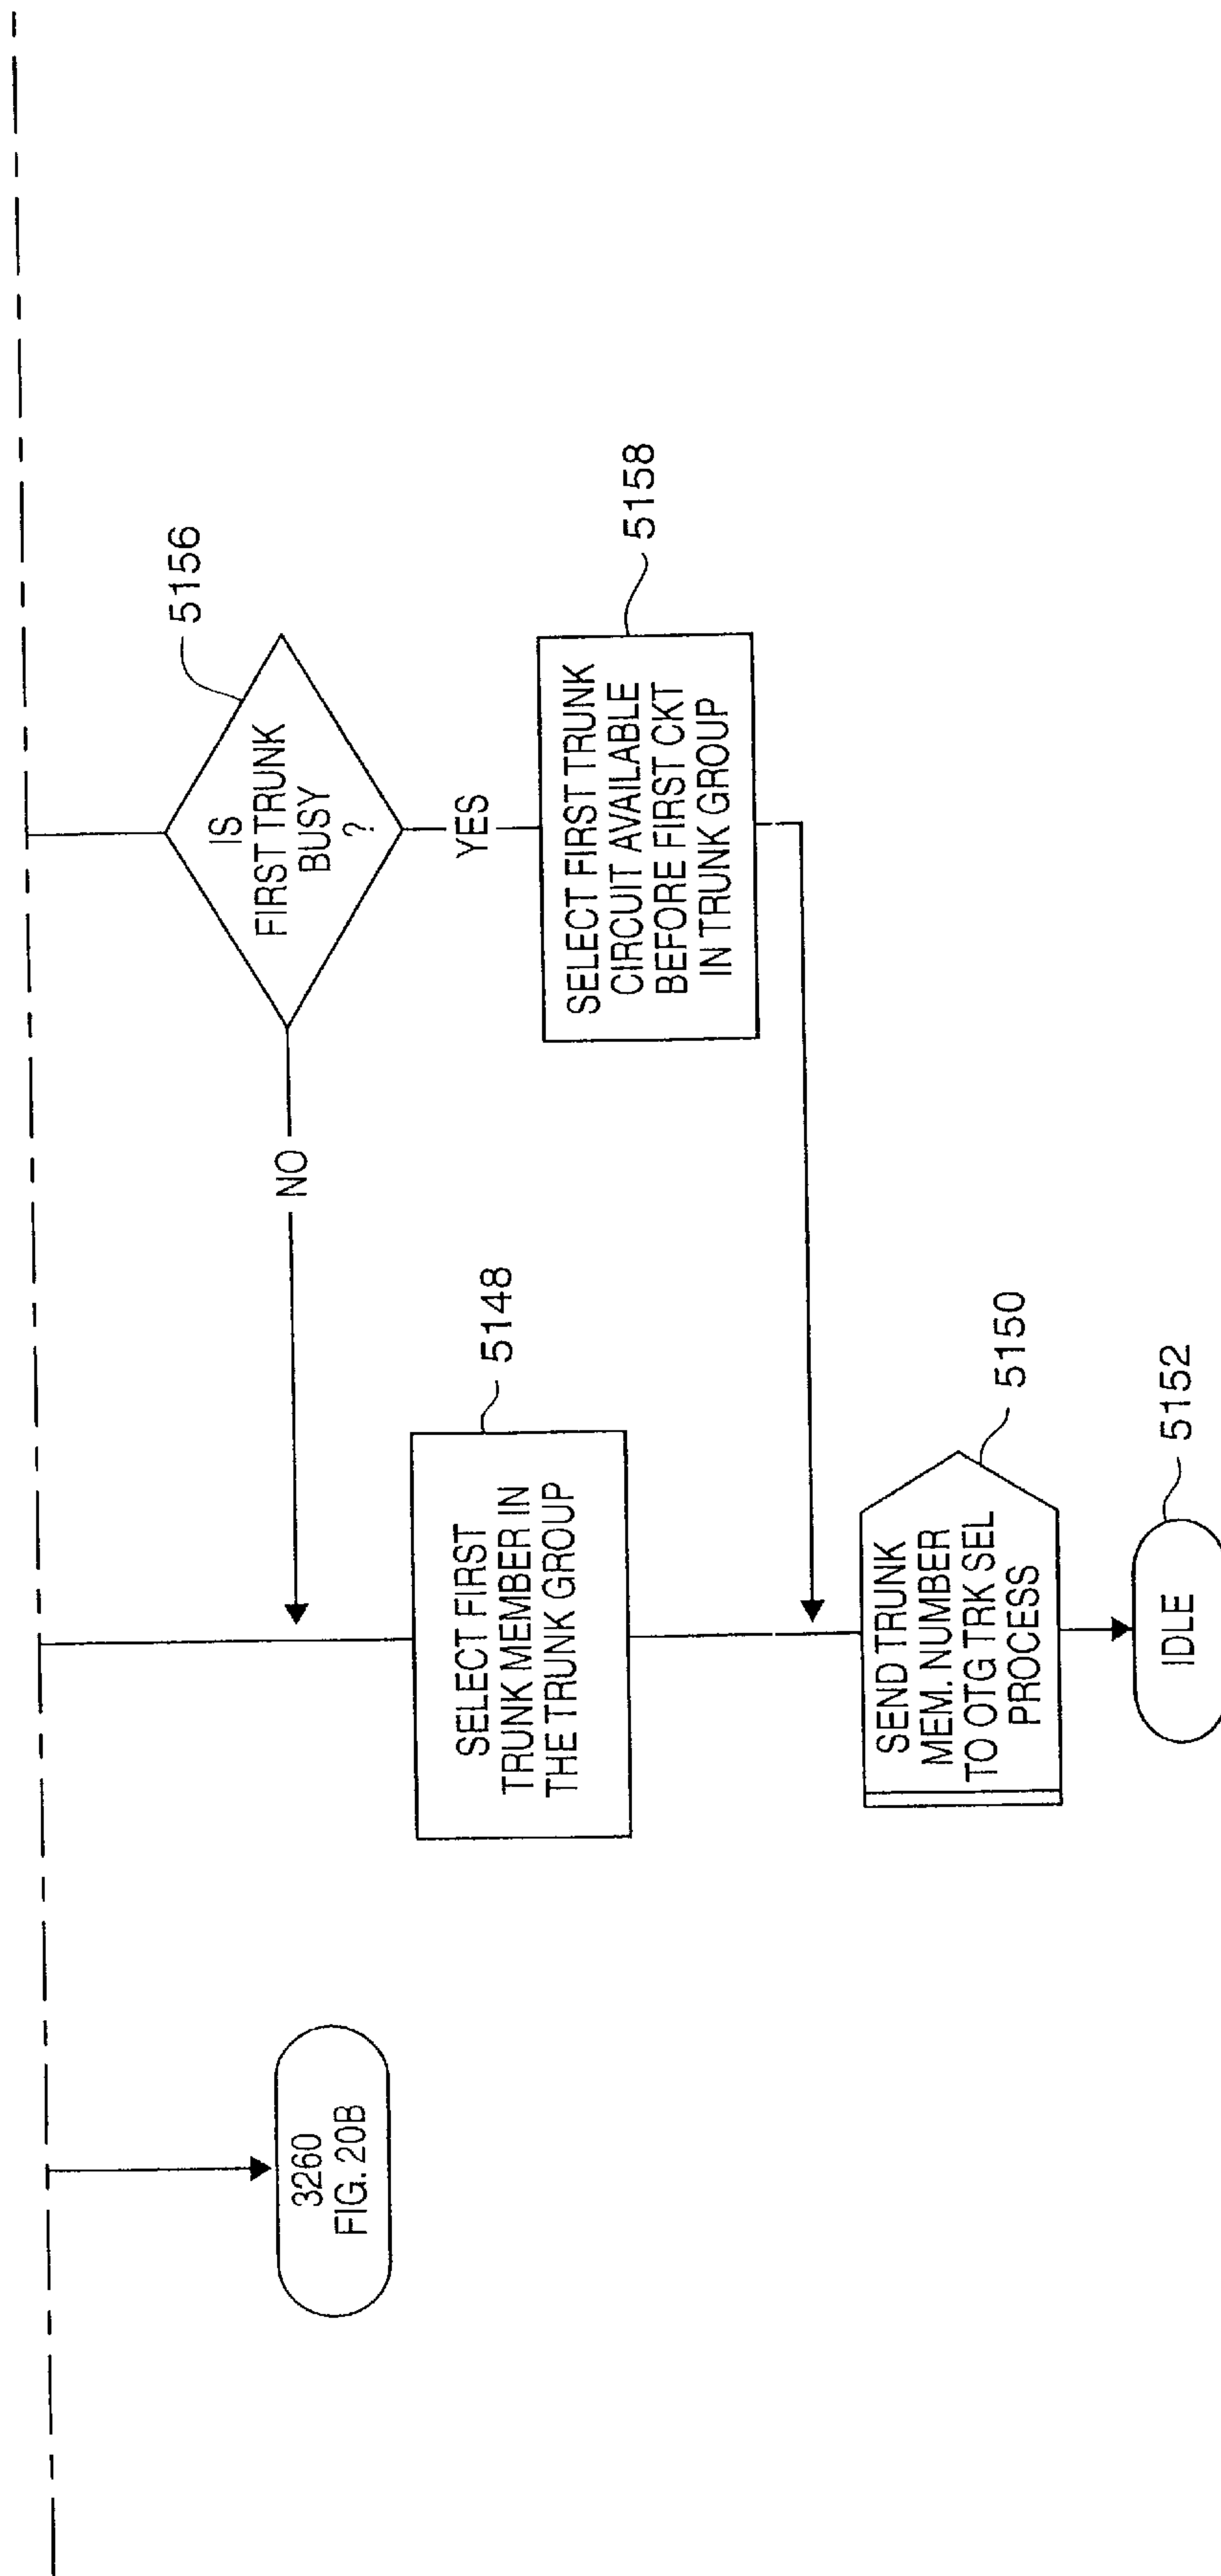 3260
FIG. 20B
SELECT FIRST
TRUNK MEMBER IN
THE TRUNK GROUP
5148
SEND TRUNK
MEM. NUMBER
TO OTG TRK SEL
PROCESS
5150
IDLE
5152
NO
IS
FIRST TRUNK
BUSY
?
5156
YES
SELECT FIRST TRUNK
CIRCUIT AVAILABLE
BEFORE FIRST CKT
IN TRUNK GROUP
5158